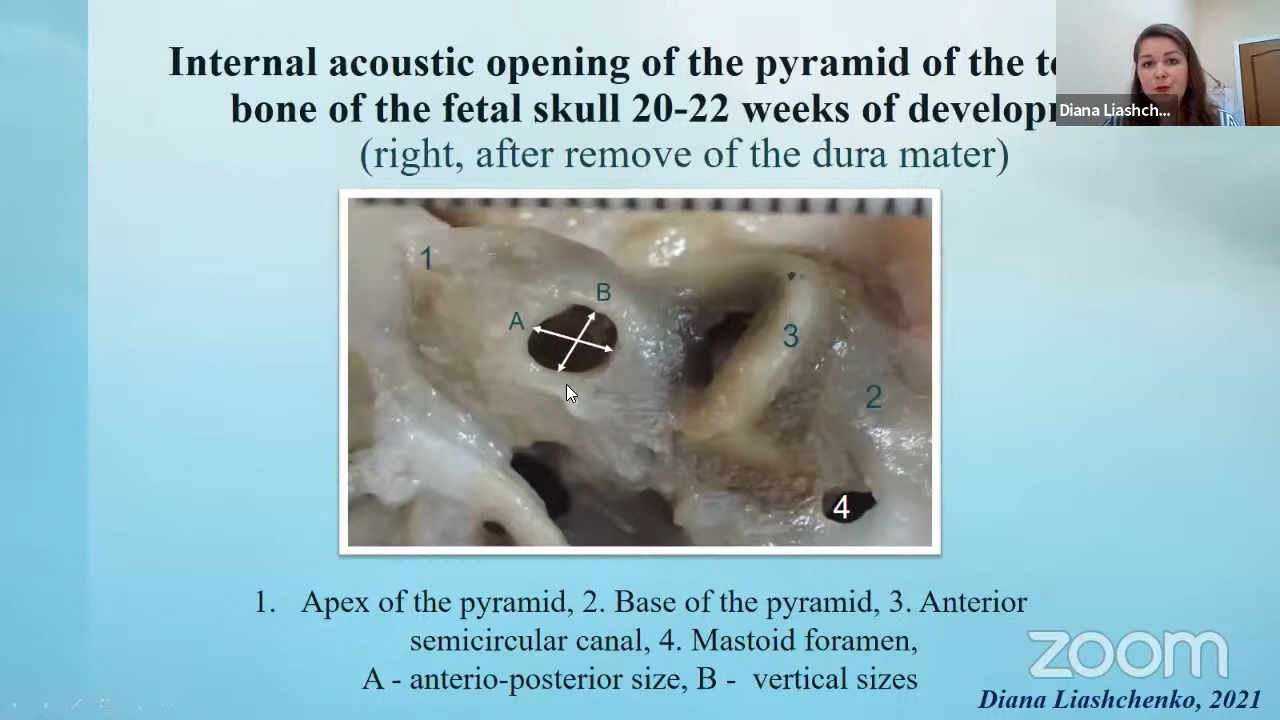 Internal acoustic opening of the pyramid of the
bone of the fetal skull 20-22 weeks of
(right, after remove of the dura mater)
Diana Liashch...
1
B
A
3
2
4
1. Apex of the pyramid, 2. Base of the pyramid, 3. Anterior
semicircular canal, 4. Mastoid foramen,
A - anterio-posterior size, B - vertical sizes
zoom
Diana Liashchenko, 2021